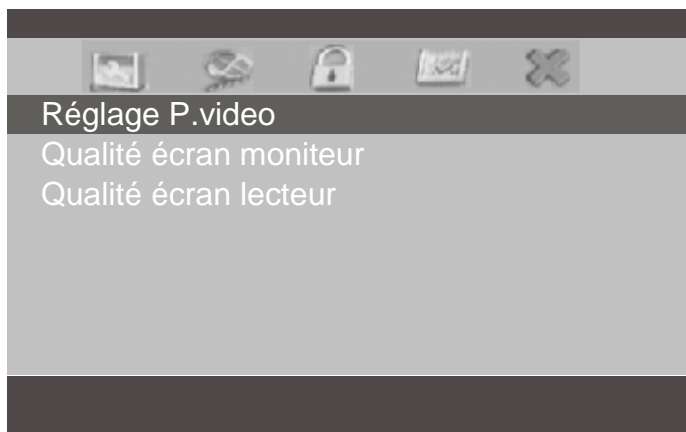 Réglage P.video
Qualité écran moniteur
Qualité écran lecteur